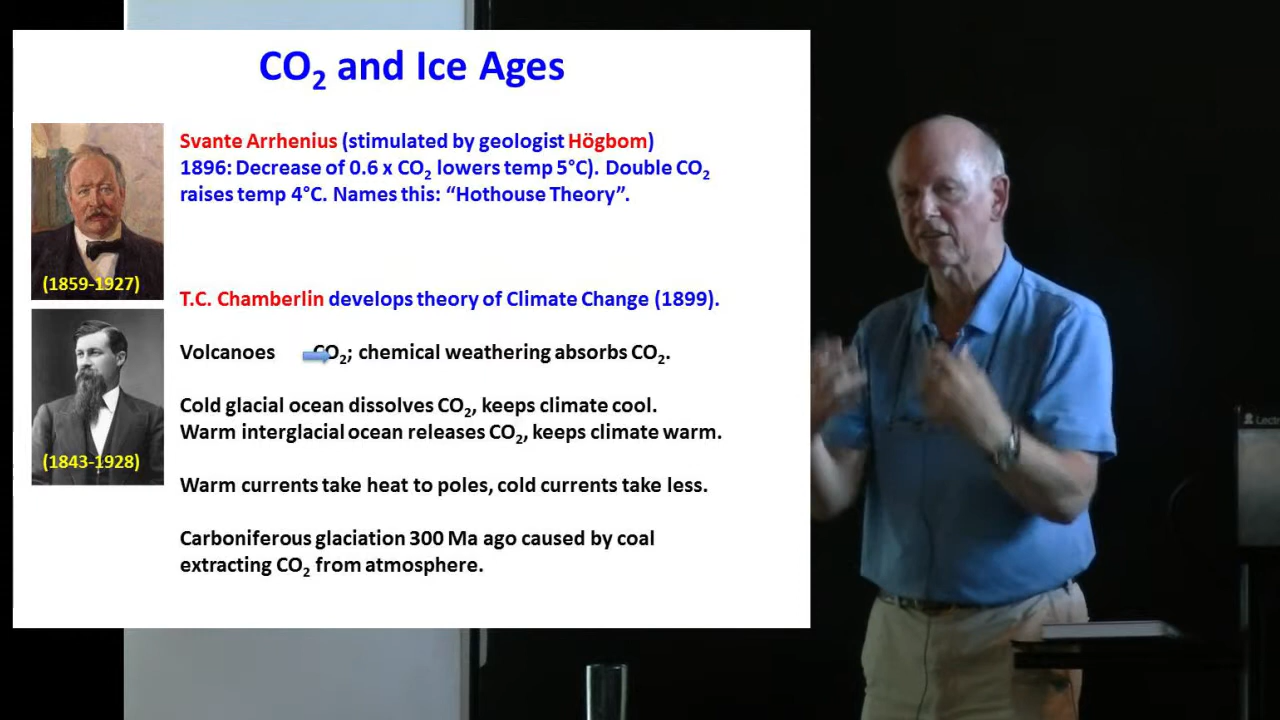 CO₂ and Ice Ages
Svante Arrhenius (stimulated by geologist Högbom)
1896: Decrease of 0.6 x CO₂ lowers temp 5°C). Double CO₂
raises temp 4°C. Names this: “Hothouse Theory”.
(1859-1927)
T.C. Chamberlin develops theory of Climate Change (1899).
Volcanoes CO₂; chemical weathering absorbs CO₂.
Cold glacial ocean dissolves CO₂, keeps climate cool.
Warm interglacial ocean releases CO₂, keeps climate warm.
(1843-1928)
Warm currents take heat to poles, cold currents take less.
Carboniferous glaciation 300 Ma ago caused by coal
extracting CO₂ from atmosphere.